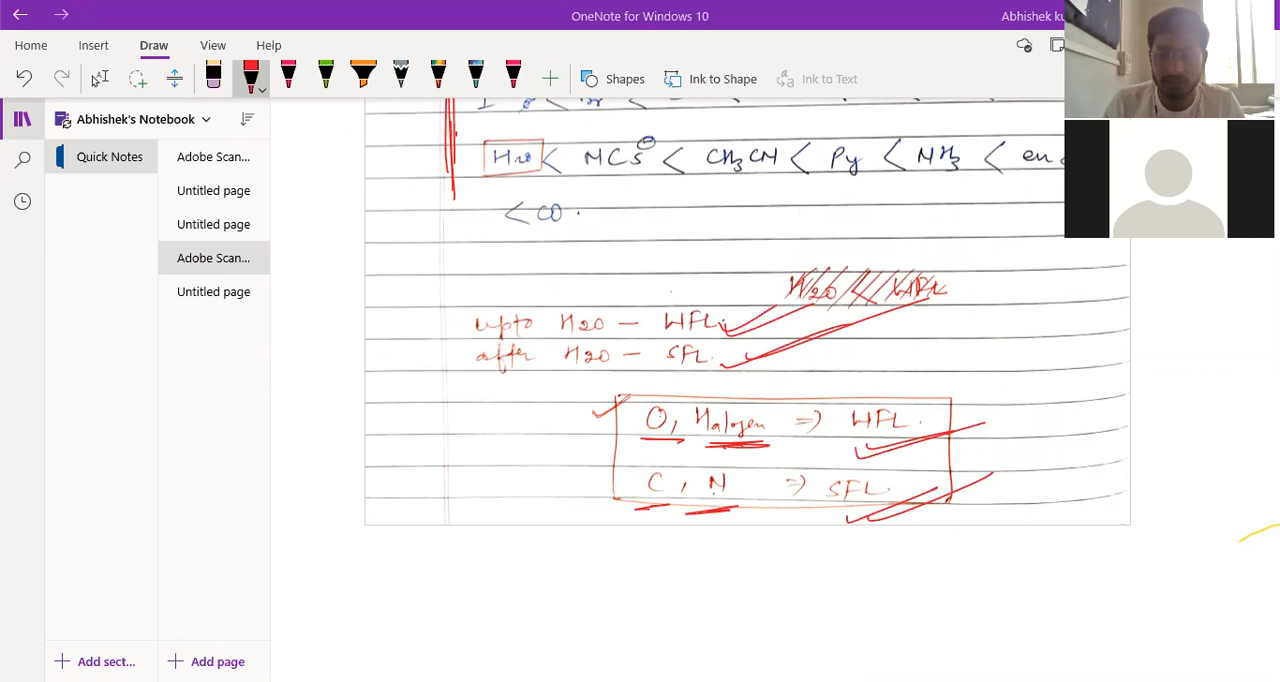 OneNote for Windows 10
Abhishek ku
Home Insert Draw View Help
Shapes Ink to Shape Ink to Text
Abhishek's Notebook
Quick Notes
Adobe Scan...
Untitled page
Untitled page
Adobe Scan...
Untitled page
H2O < NCS⊖ < CH3CN < Py < NH3 < en
< CO .
upto H2O – WFL.
after H2O – SFL.
O, Halogen => WFL.
C, N => SFL.
Add sect... Add page